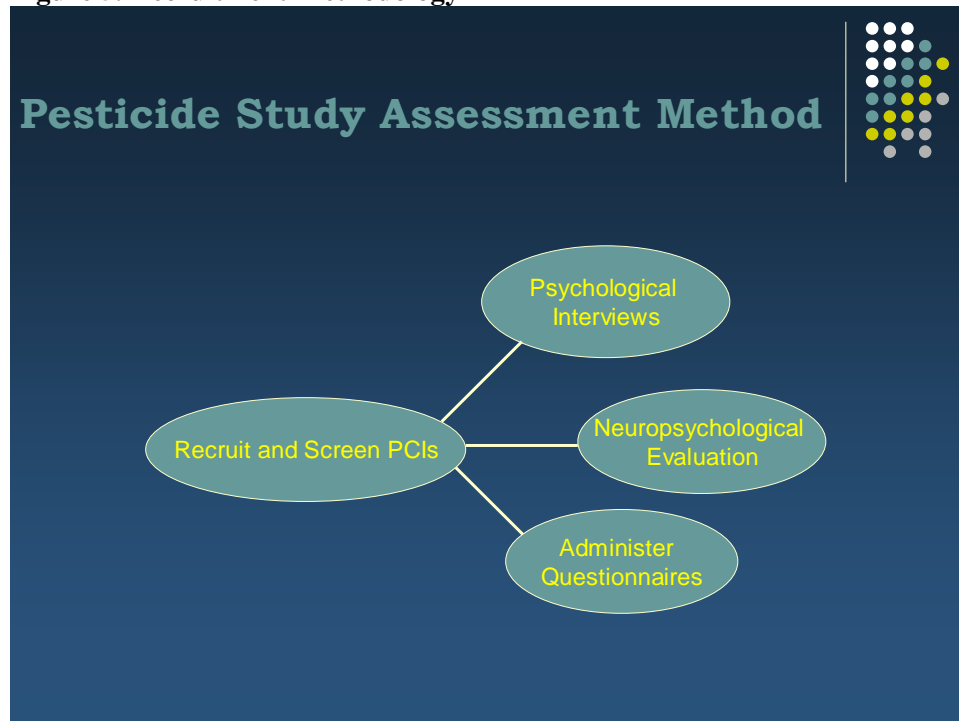 Pesticide Study Assessment Method
Psychological
Interviews
Recruit and Screen PCIs
Neuropsychological
Evaluation
Administer
Questionnaires